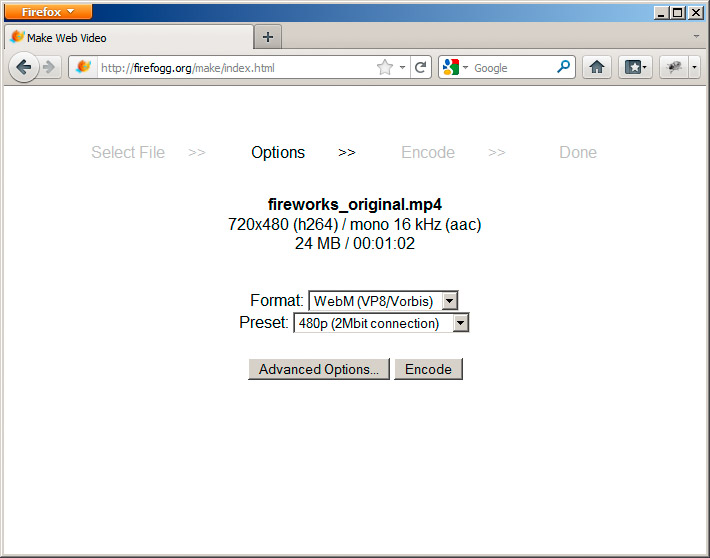 Firefox
Make Web Video
http://firefogg.org/make/index.html
Google
Select File >> Options >> Encode >> Done
fireworks_original.mp4
720x480 (h264) / mono 16 kHz (aac)
24 MB / 00:01:02
Format: WebM (VP8/Vorbis)
Preset: 480p (2Mbit connection)
Advanced Options... Encode